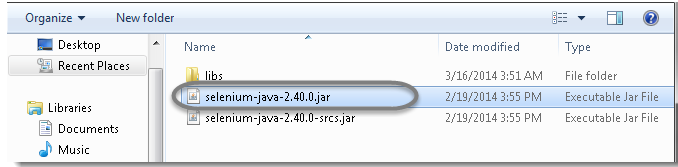 Organize New folder
Desktop Name Date modified Type
Recent Places libs 3/16/2014 3:51 AM File folder
selenium-java-2.40.0.jar 2/19/2014 3:55 PM Executable Jar File
Libraries selenium-java-2.40.0-srcs.jar 2/19/2014 3:55 PM Executable Jar File
Documents
Music